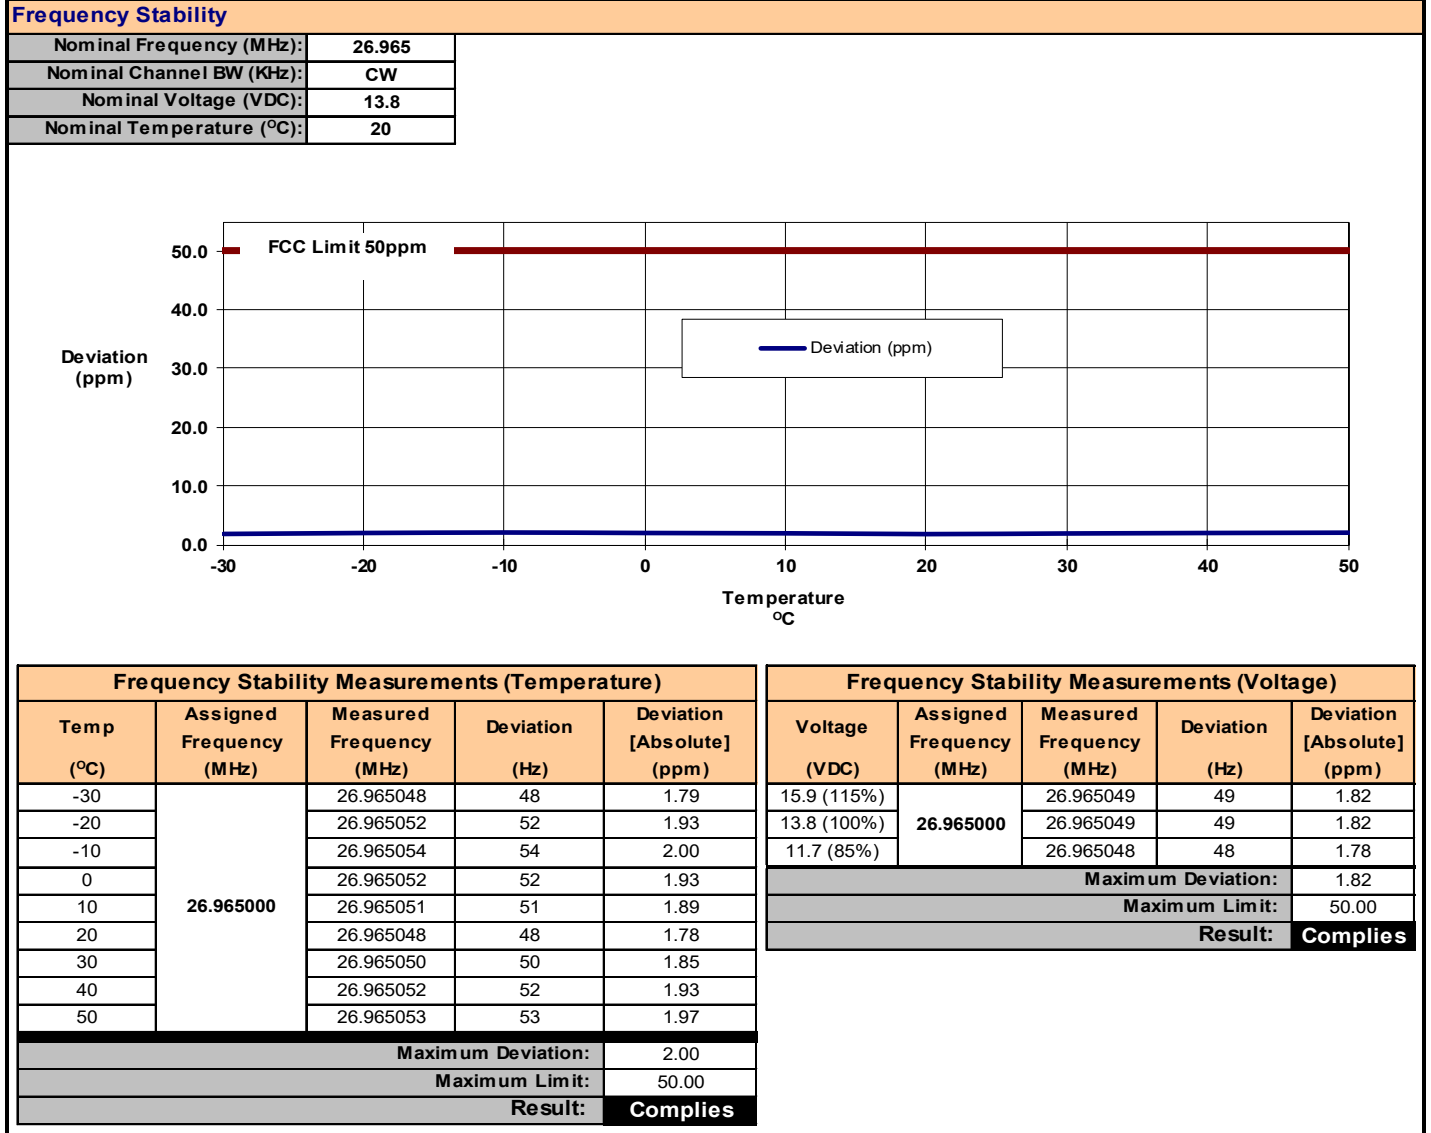 Frequency Stability
Nominal Frequency (MHz): 26.965
Nominal Channel BW (KHz): CW
Nominal Voltage (VDC): 13.8
Nominal Temperature (ᴼC): 20
FCC Limit 50ppm
50.0
40.0
30.0
20.0
10.0
0.0
Deviation
(ppm)
Deviation (ppm)
-30 -20 -10 0 10 20 30 40 50
Temperature
ᴼC
Frequency Stability Measurements (Temperature)
Temp Assigned Measured Deviation Deviation
Frequency Frequency [Absolute]
(ᴼC) (MHz) (MHz) (Hz) (ppm)
-30 26.965048 48 1.79
-20 26.965052 52 1.93
-10 26.965054 54 2.00
0 26.965052 52 1.93
10 26.965000 26.965051 51 1.89
20 26.965048 48 1.78
30 26.965050 50 1.85
40 26.965052 52 1.93
50 26.965053 53 1.97
Maximum Deviation: 2.00
Maximum Limit: 50.00
Result: Complies
Frequency Stability Measurements (Voltage)
Voltage Assigned Measured Deviation Deviation
Frequency Frequency [Absolute]
(VDC) (MHz) (MHz) (Hz) (ppm)
15.9 (115%) 26.965049 49 1.82
13.8 (100%) 26.965000 26.965049 49 1.82
11.7 (85%) 26.965048 48 1.78
Maximum Deviation: 1.82
Maximum Limit: 50.00
Result: Complies